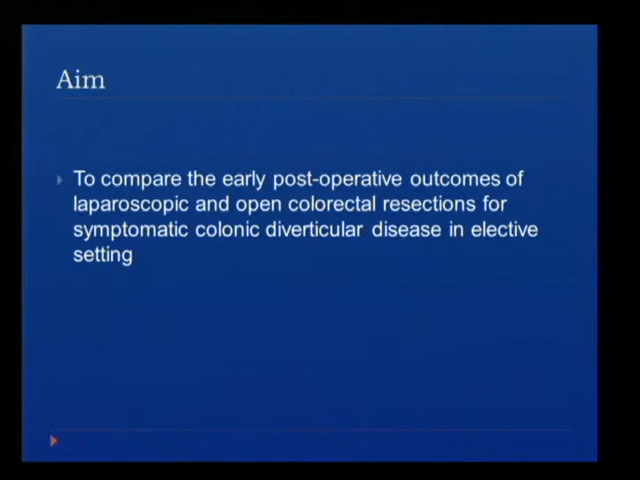 Aim
To compare the early post-operative outcomes of
laparoscopic and open colorectal resections for
symptomatic colonic diverticular disease in elective
setting